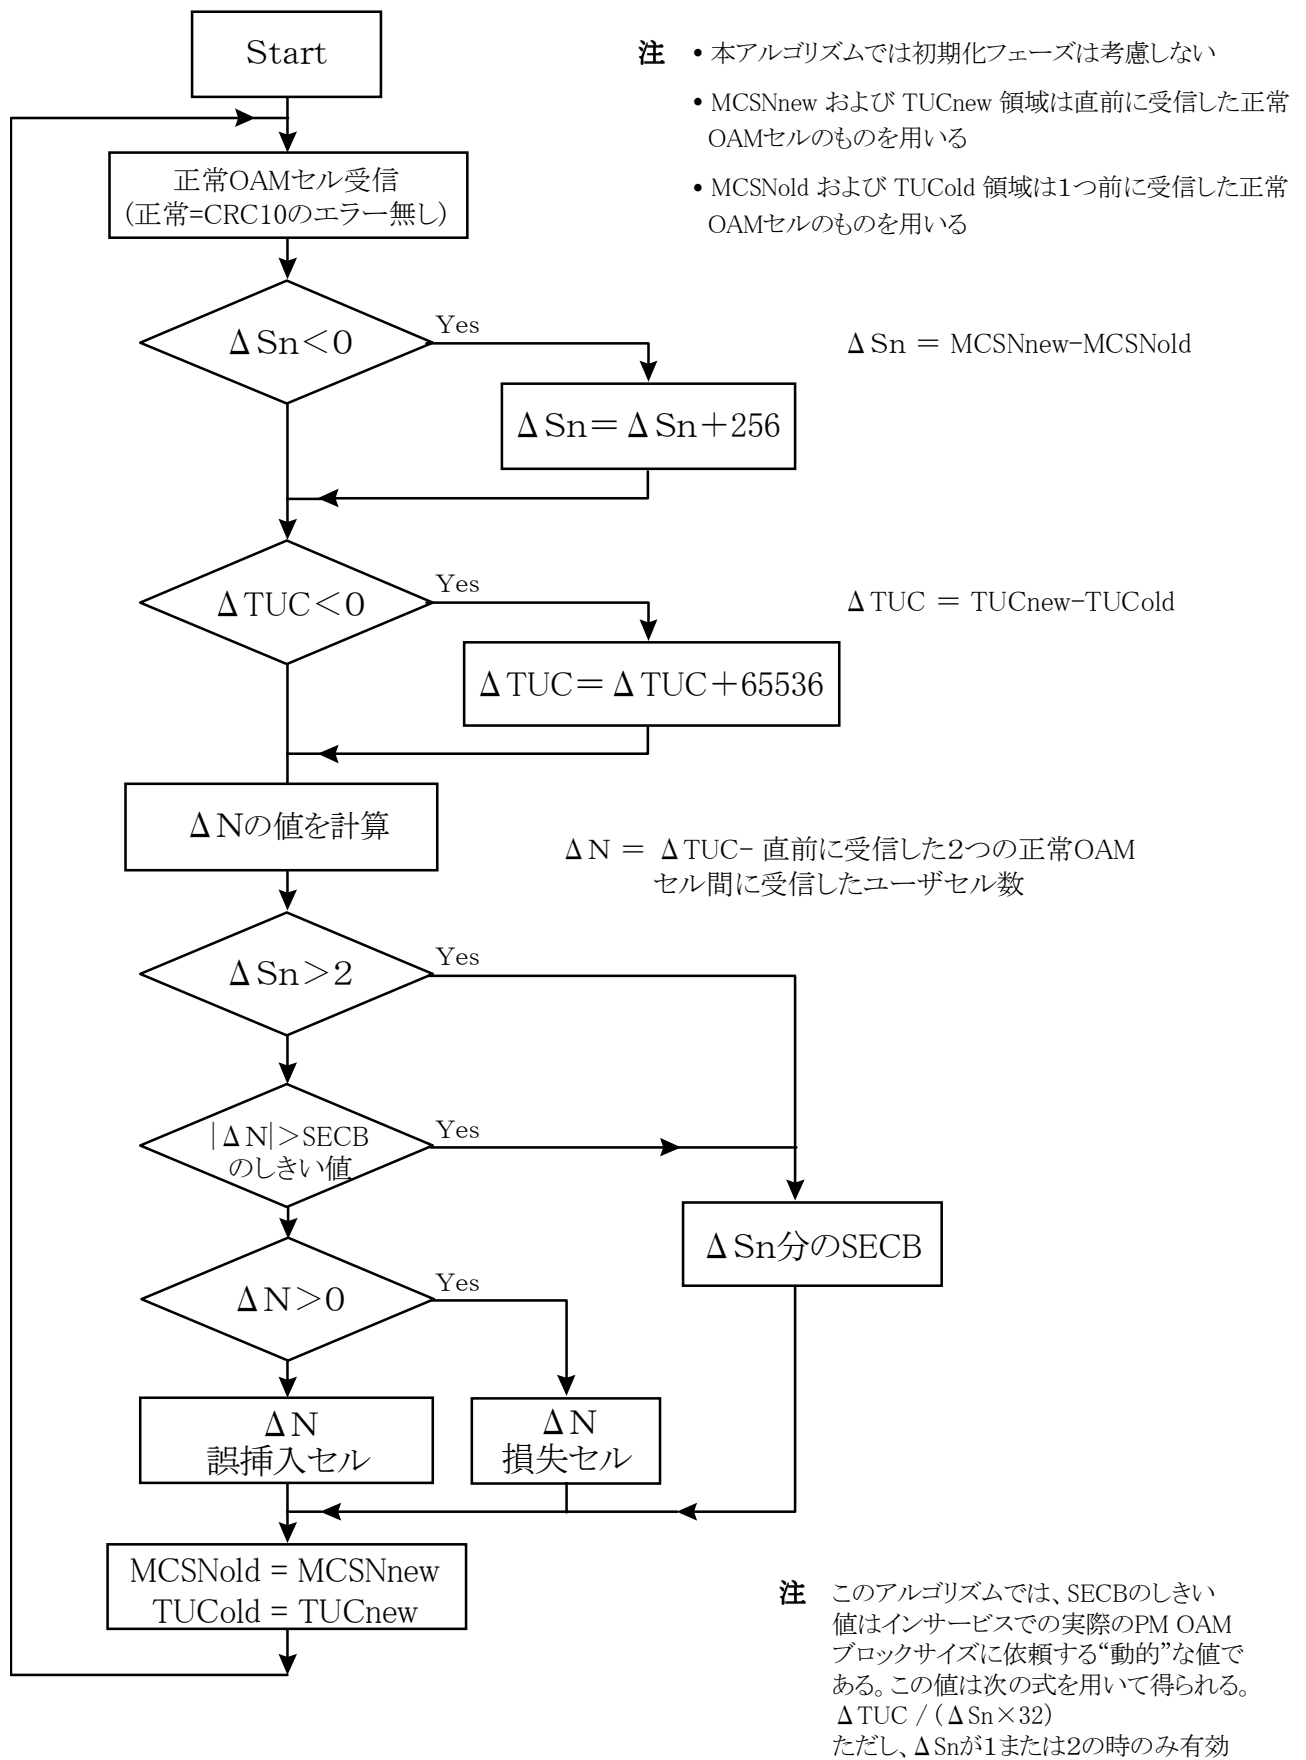 Start
注 • 本アルゴリズムでは初期化フェーズは考慮しない
• MCSNnew および TUCnew 領域は直前に受信した正常
OAMセルのものを用いる
• MCSNold および TUCold 領域は1つ前に受信した正常
OAMセルのものを用いる
正常OAMセル受信
(正常=CRC10のエラー無し)
ΔSn<0
Yes
ΔSn = MCSNnew-MCSNold
ΔSn=ΔSn+256
ΔTUC<0
Yes
ΔTUC = TUCnew-TUCold
ΔTUC=ΔTUC+65536
ΔNの値を計算
ΔN = ΔTUC- 直前に受信した2つの正常OAM
セル間に受信したユーザセル数
ΔSn>2
Yes
|ΔN|>SECB
のしきい値
Yes
ΔSn分のSECB
ΔN>0
Yes
ΔN
誤挿入セル
ΔN
損失セル
MCSNold = MCSNnew
TUCold = TUCnew
注 このアルゴリズムでは、SECBのしきい
値はインサービスでの実際のPM OAM
ブロックサイズに依頼する“動的”な値で
ある。この値は次の式を用いて得られる。
ΔTUC / (ΔSn×32)
ただし、ΔSnが1または2の時のみ有効